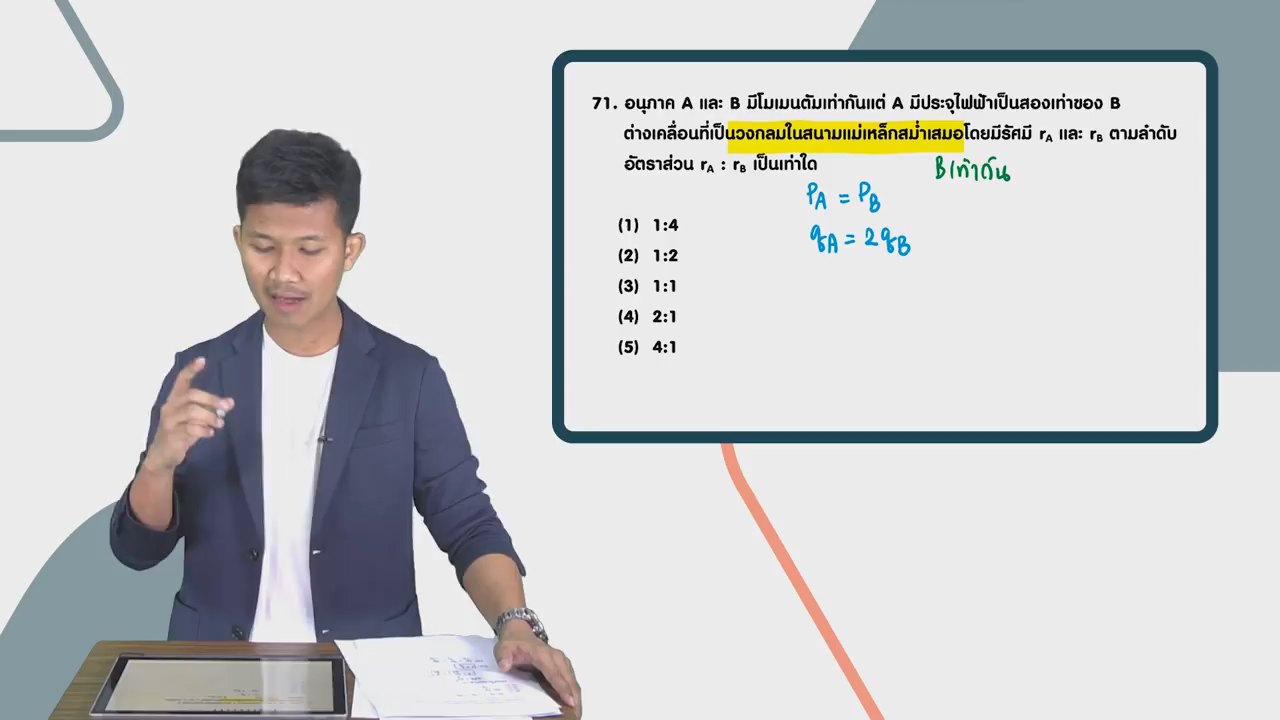 71. อนุภาค A และ B มีโมเมนตัมเท่ากันแต่ A มีประจุไฟฟ้าเป็นสองเท่าของ B
ต่างเคลื่อนที่เป็นวงกลมในสนามแม่เหล็กสม่ำเสมอโดยมีรัศมี rA และ rB ตามลำดับ
อัตราส่วน rA : rB เป็นเท่าใด
B เท่ากัน
PA = PB
qA = 2qB
(1) 1:4
(2) 1:2
(3) 1:1
(4) 2:1
(5) 4:1